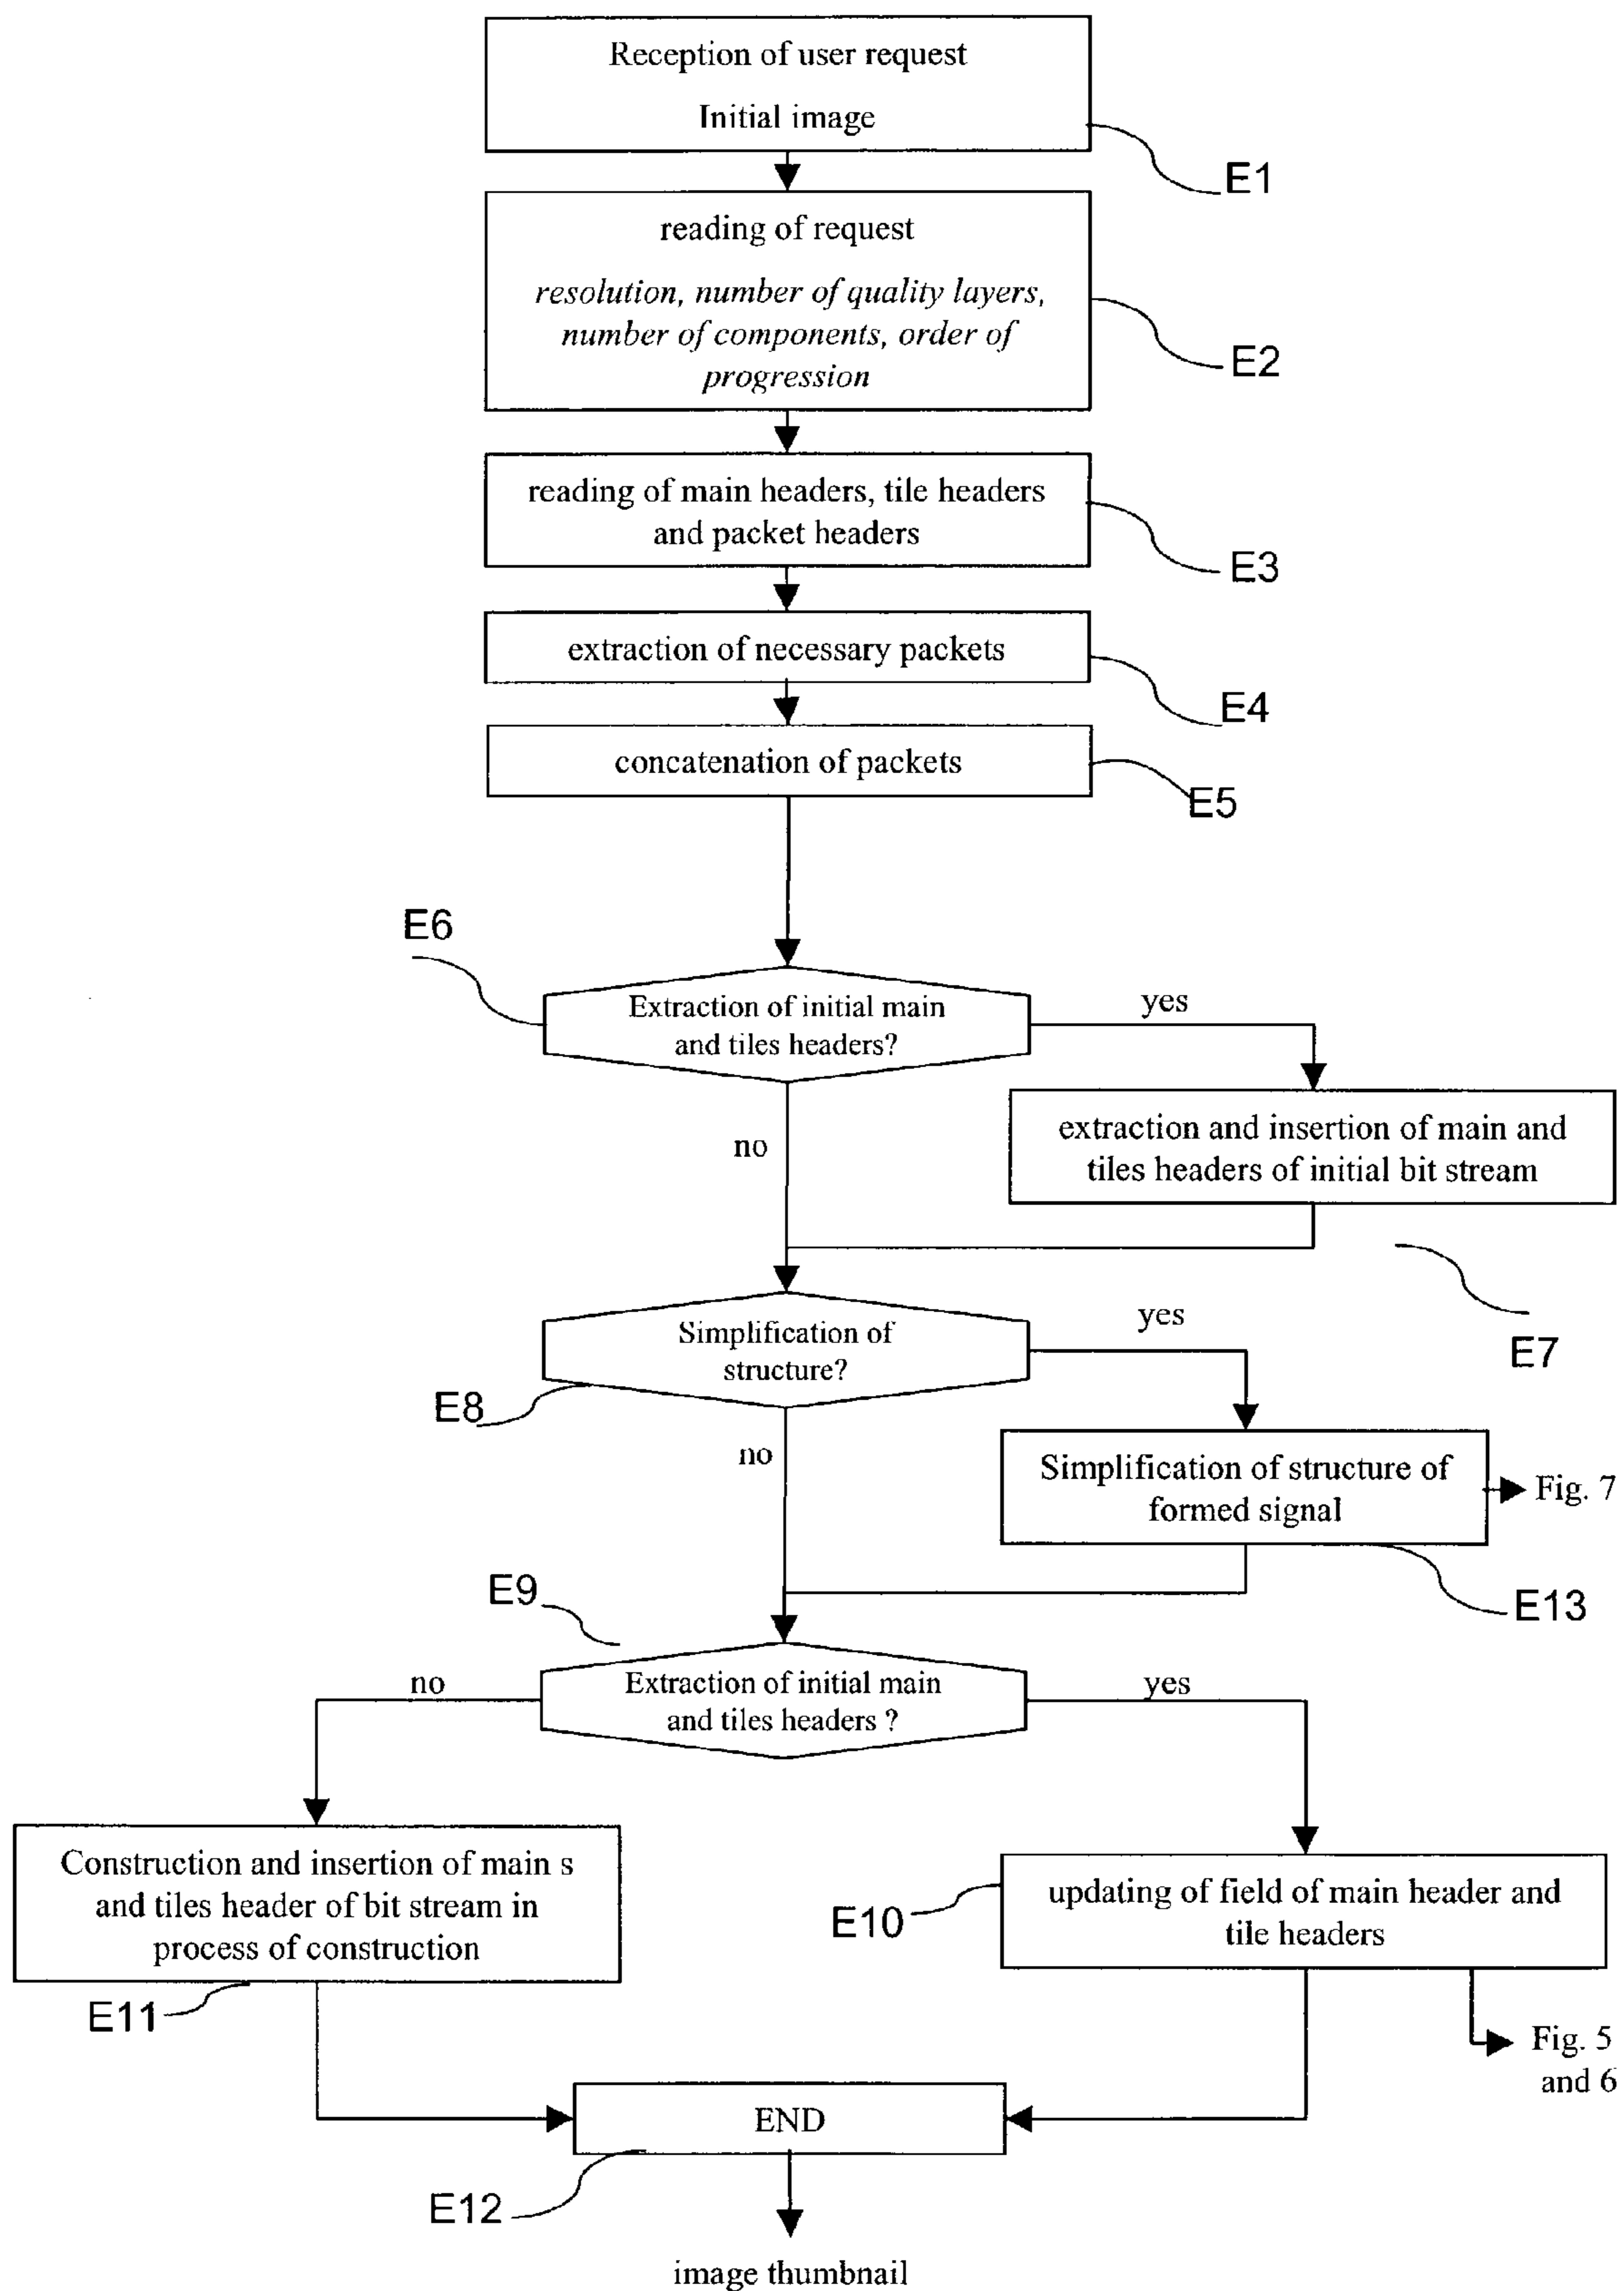 Reception of user request
Initial image
E1
reading of request
resolution, number of quality layers,
number of components, order of
progression
E2
reading of main headers, tile headers
and packet headers
E3
extraction of necessary packets
E4
concatenation of packets
E5
E6
Extraction of initial main
and tiles headers?
yes
no
extraction and insertion of main and
tiles headers of initial bit stream
E7
Simplification of
structure?
yes
E8
no
Simplification of structure of
formed signal
Fig. 7
E13
E9
Extraction of initial main
and tiles headers ?
no
yes
Construction and insertion of main s
and tiles header of bit stream in
process of construction
E11
updating of field of main header and
tile headers
E10
Fig. 5
and 6
END
E12
image thumbnail